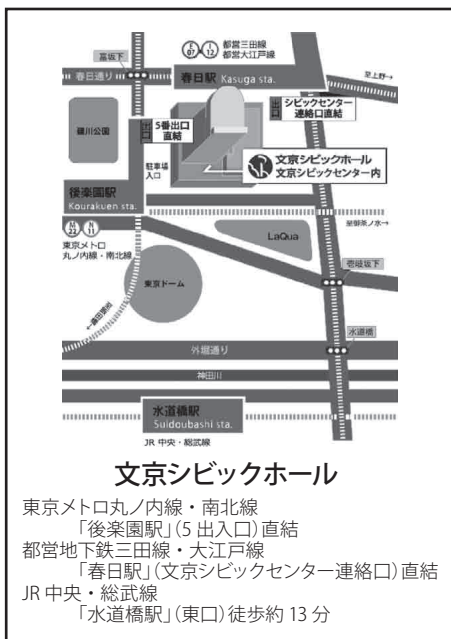 富坂下
E 07
I 12
都営三田線
都営大江戸線
春日通り
春日駅 Kasuga sta.
至上野→
礫川公園
出口
5番出口
直結
出口
シビックセンター
連絡口直結
駐車場
入口
文京シビックホール
文京シビックセンター内
後楽園駅
Kourakuen sta.
M 22
N 11
東京メトロ
丸ノ内線・南北線
至御茶ノ水→
LaQua
壱岐坂下
東京ドーム
水道橋
外堀通り
神田川
水道橋駅
Suidoubashi sta.
JR 中央・総武線
文京シビックホール
東京メトロ丸ノ内線・南北線
「後楽園駅」(5 出入口)直結
都営地下鉄三田線・大江戸線
「春日駅」(文京シビックセンター連絡口)直結
JR 中央・総武線
「水道橋駅」(東口)徒歩約 13 分